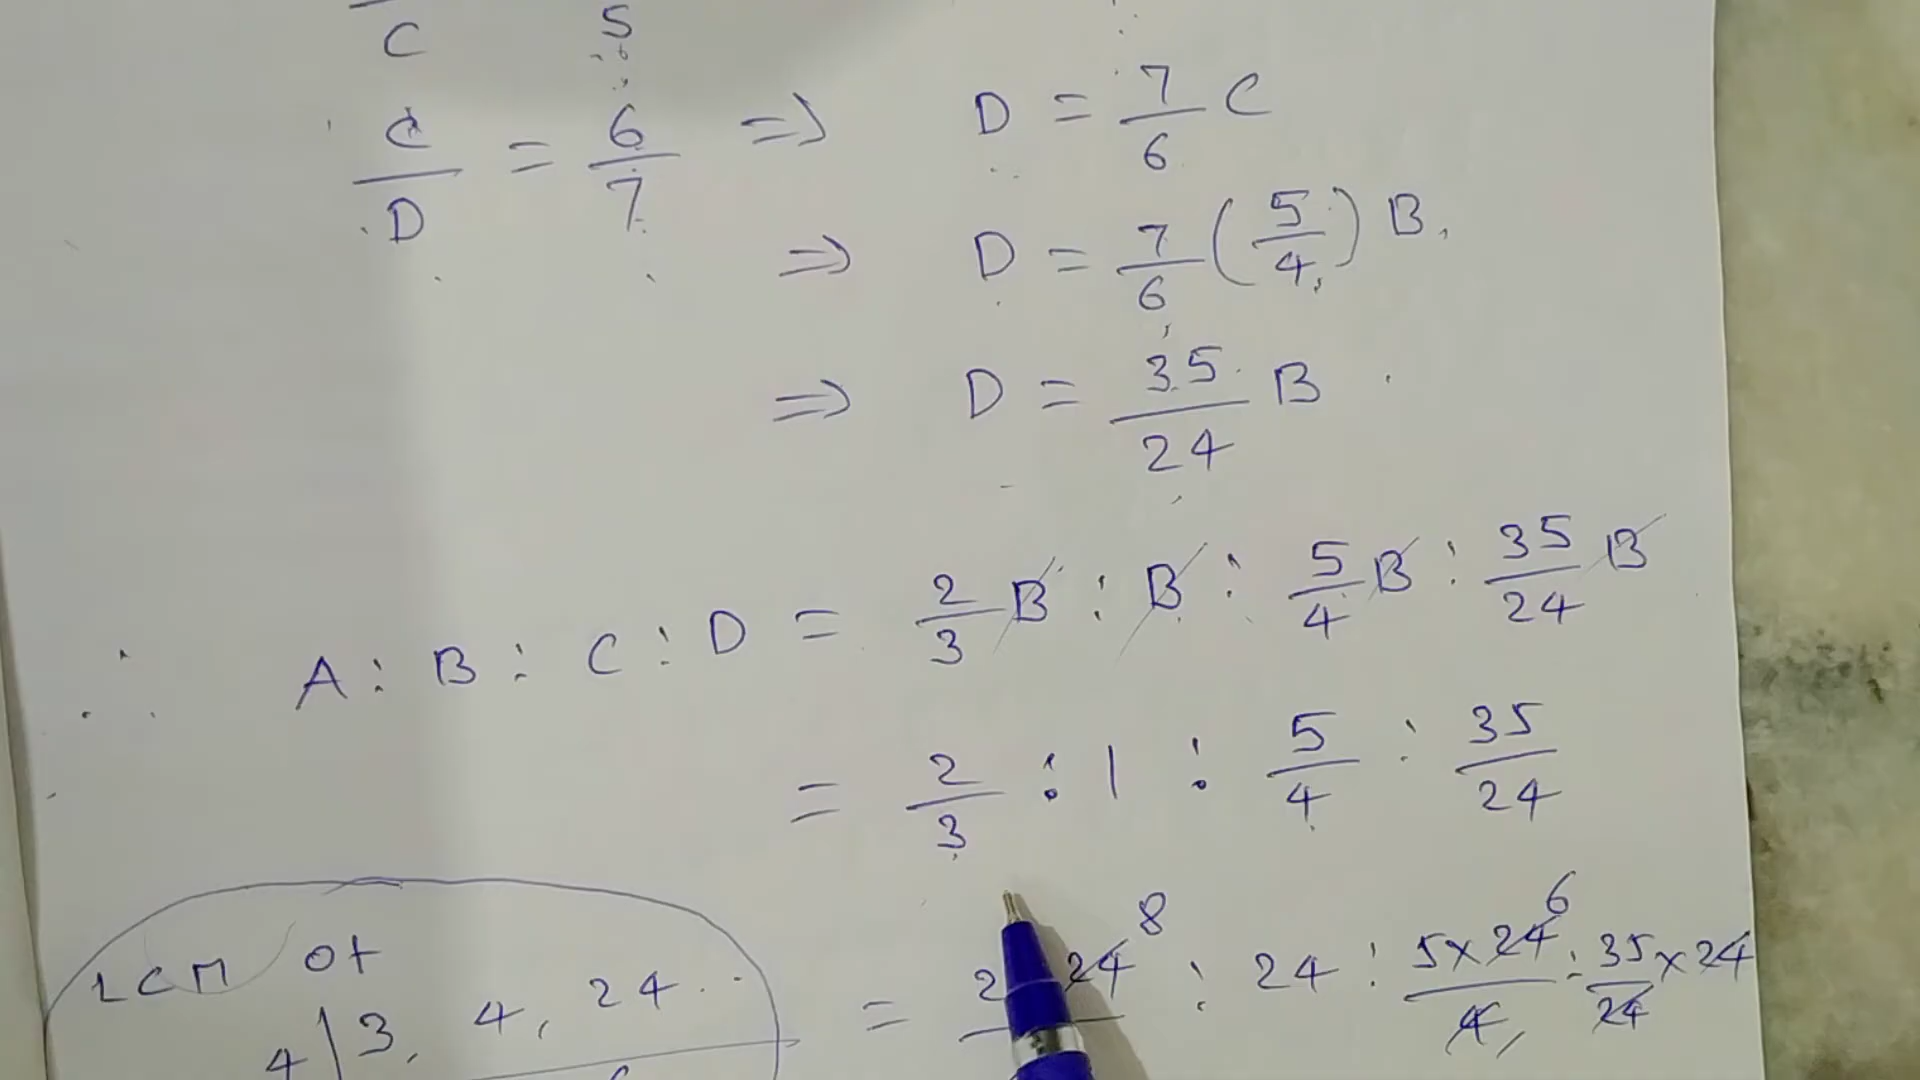 C 5
C/D = 6/7 => D = 7/6 C
=> D = 7/6 (5/4) B.
=> D = 35/24 B
∴ A : B : C : D = 2/3 B : B : 5/4 B : 35/24 B
= 2/3 : 1 : 5/4 : 35/24
LCM of
3, 4, 24
4
= 2 24 8 : 24 : 5x24 6/4 : 35/24 x 24